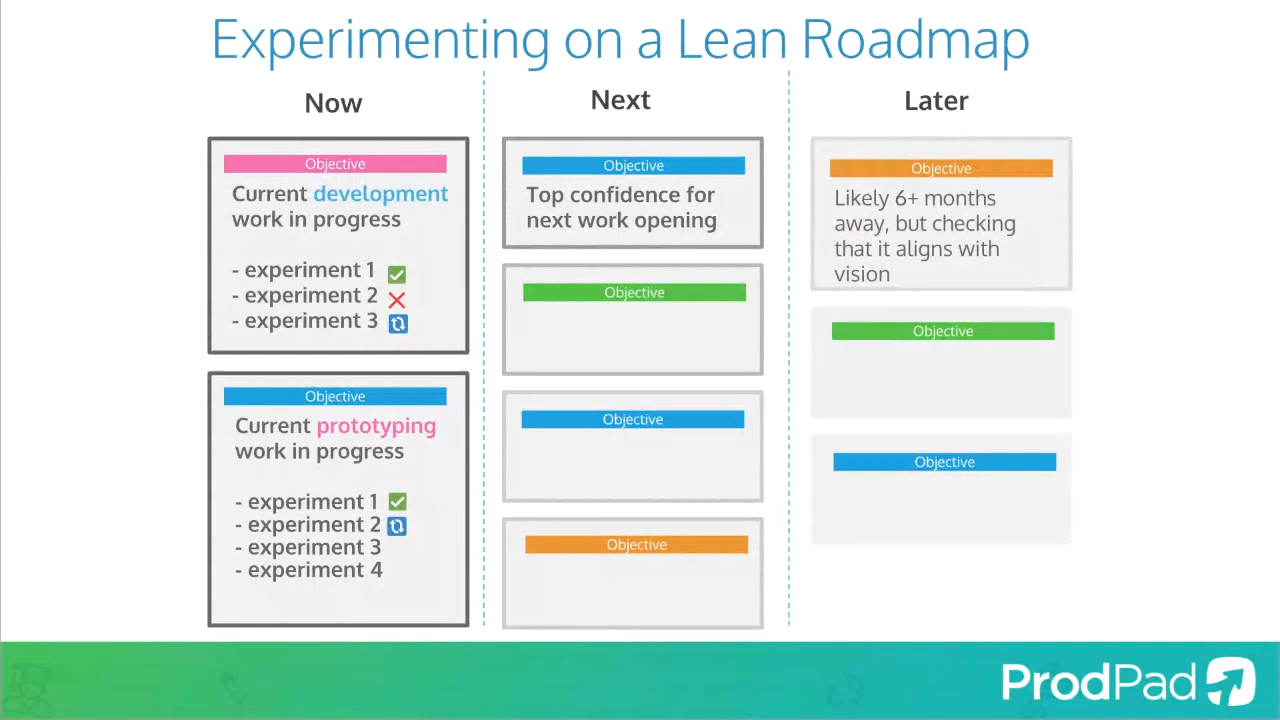 Experimenting on a Lean Roadmap
Now
Objective
Current development
work in progress
- experiment 1 ✅
- experiment 2 ❌
- experiment 3 🔃
Objective
Current prototyping
work in progress
- experiment 1 ✅
- experiment 2 🔃
- experiment 3
- experiment 4
Next
Objective
Top confidence for
next work opening
Objective
Objective
Objective
Later
Objective
Likely 6+ months
away, but checking
that it aligns with
vision
Objective
Objective
ProdPad